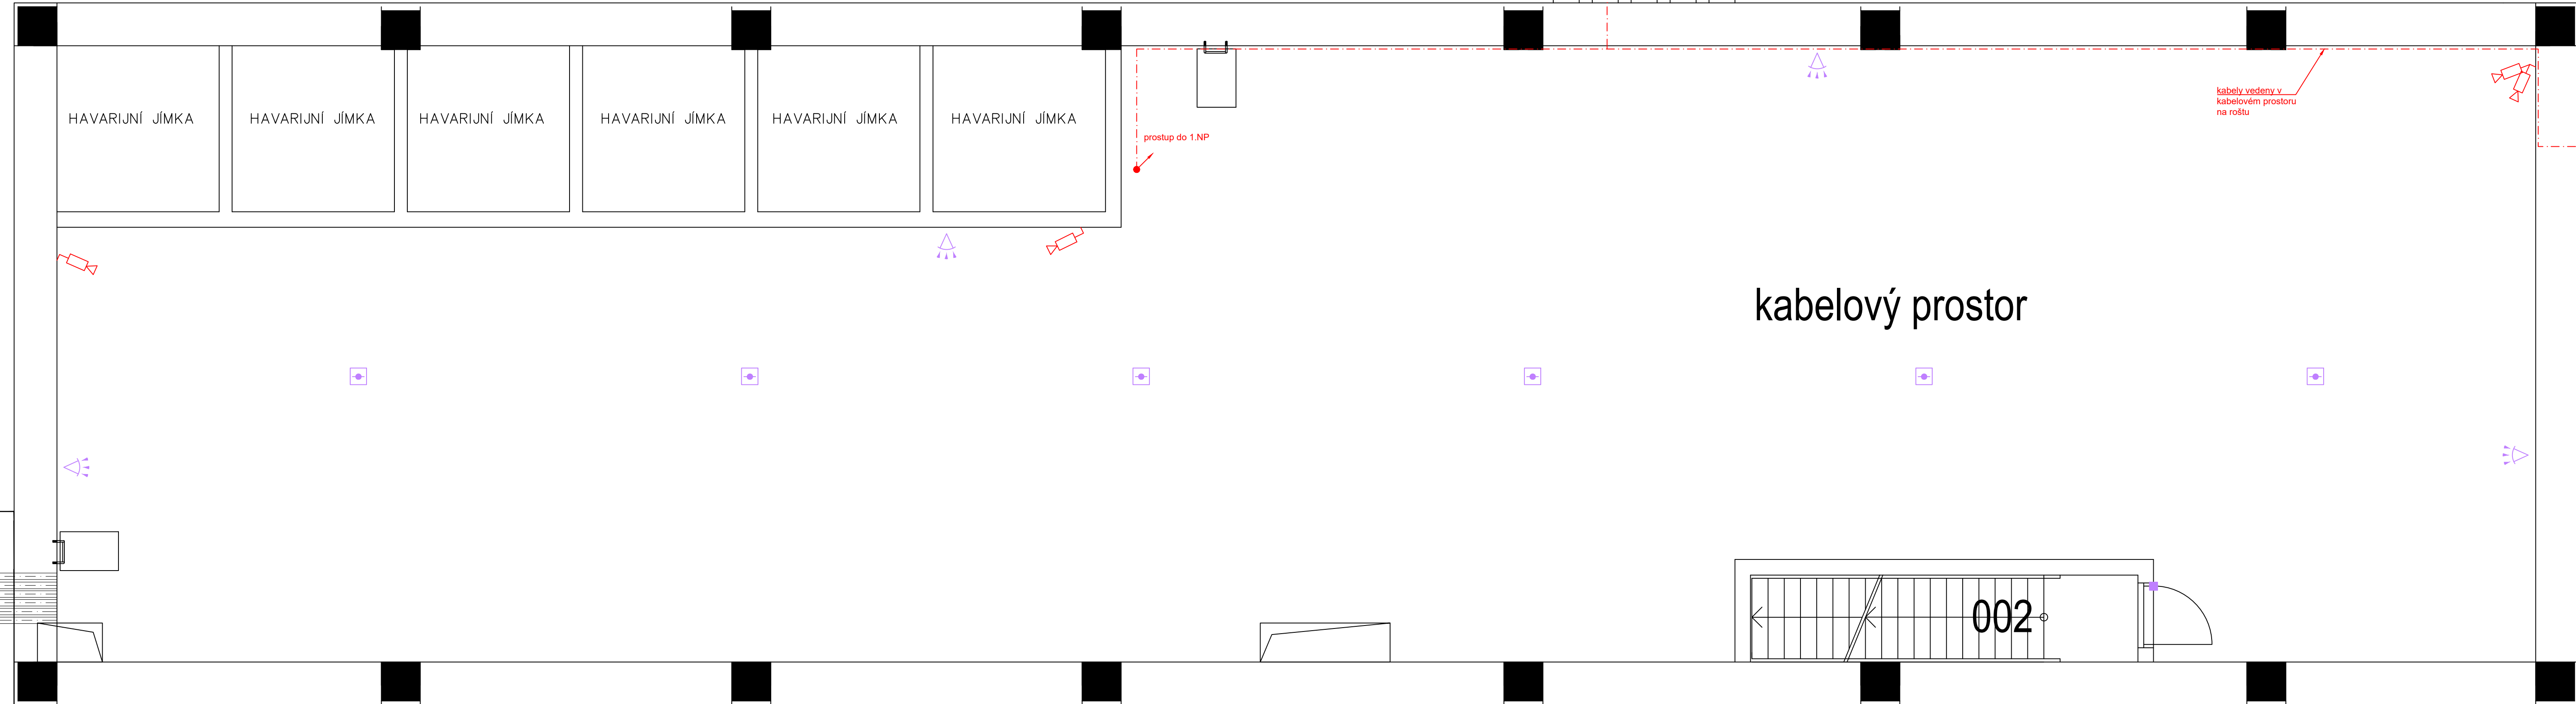 HAVARIJNÍ JÍMKA
HAVARIJNÍ JÍMKA
HAVARIJNÍ JÍMKA
HAVARIJNÍ JÍMKA
HAVARIJNÍ JÍMKA
HAVARIJNÍ JÍMKA
prostup do 1.NP
kabely vedeny v
kabelovém prostoru
na roštu
kabelový prostor
002